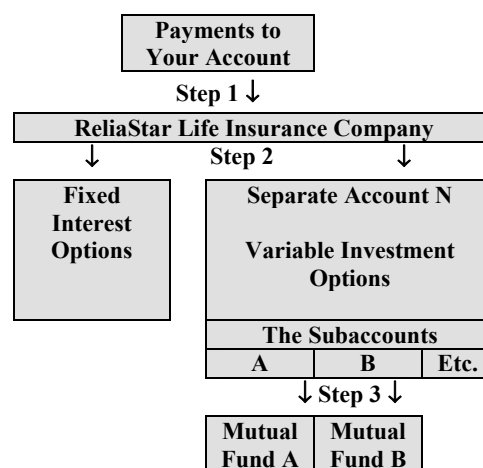 Payments to
Your Account
Step 1 ↓
ReliaStar Life Insurance Company
↓ Step 2 ↓
Fixed
Interest
Options
Separate Account N
Variable Investment
Options
The Subaccounts
A B Etc.
↓ Step 3 ↓
Mutual
Fund A
Mutual
Fund B